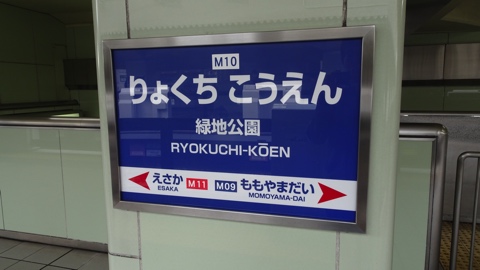 M10
りょくち こうえん
緑地公園
RYOKUCHI-KŌEN
えさか M11 M09 ももやまだい
ESAKA MOMOYAMA-DAI